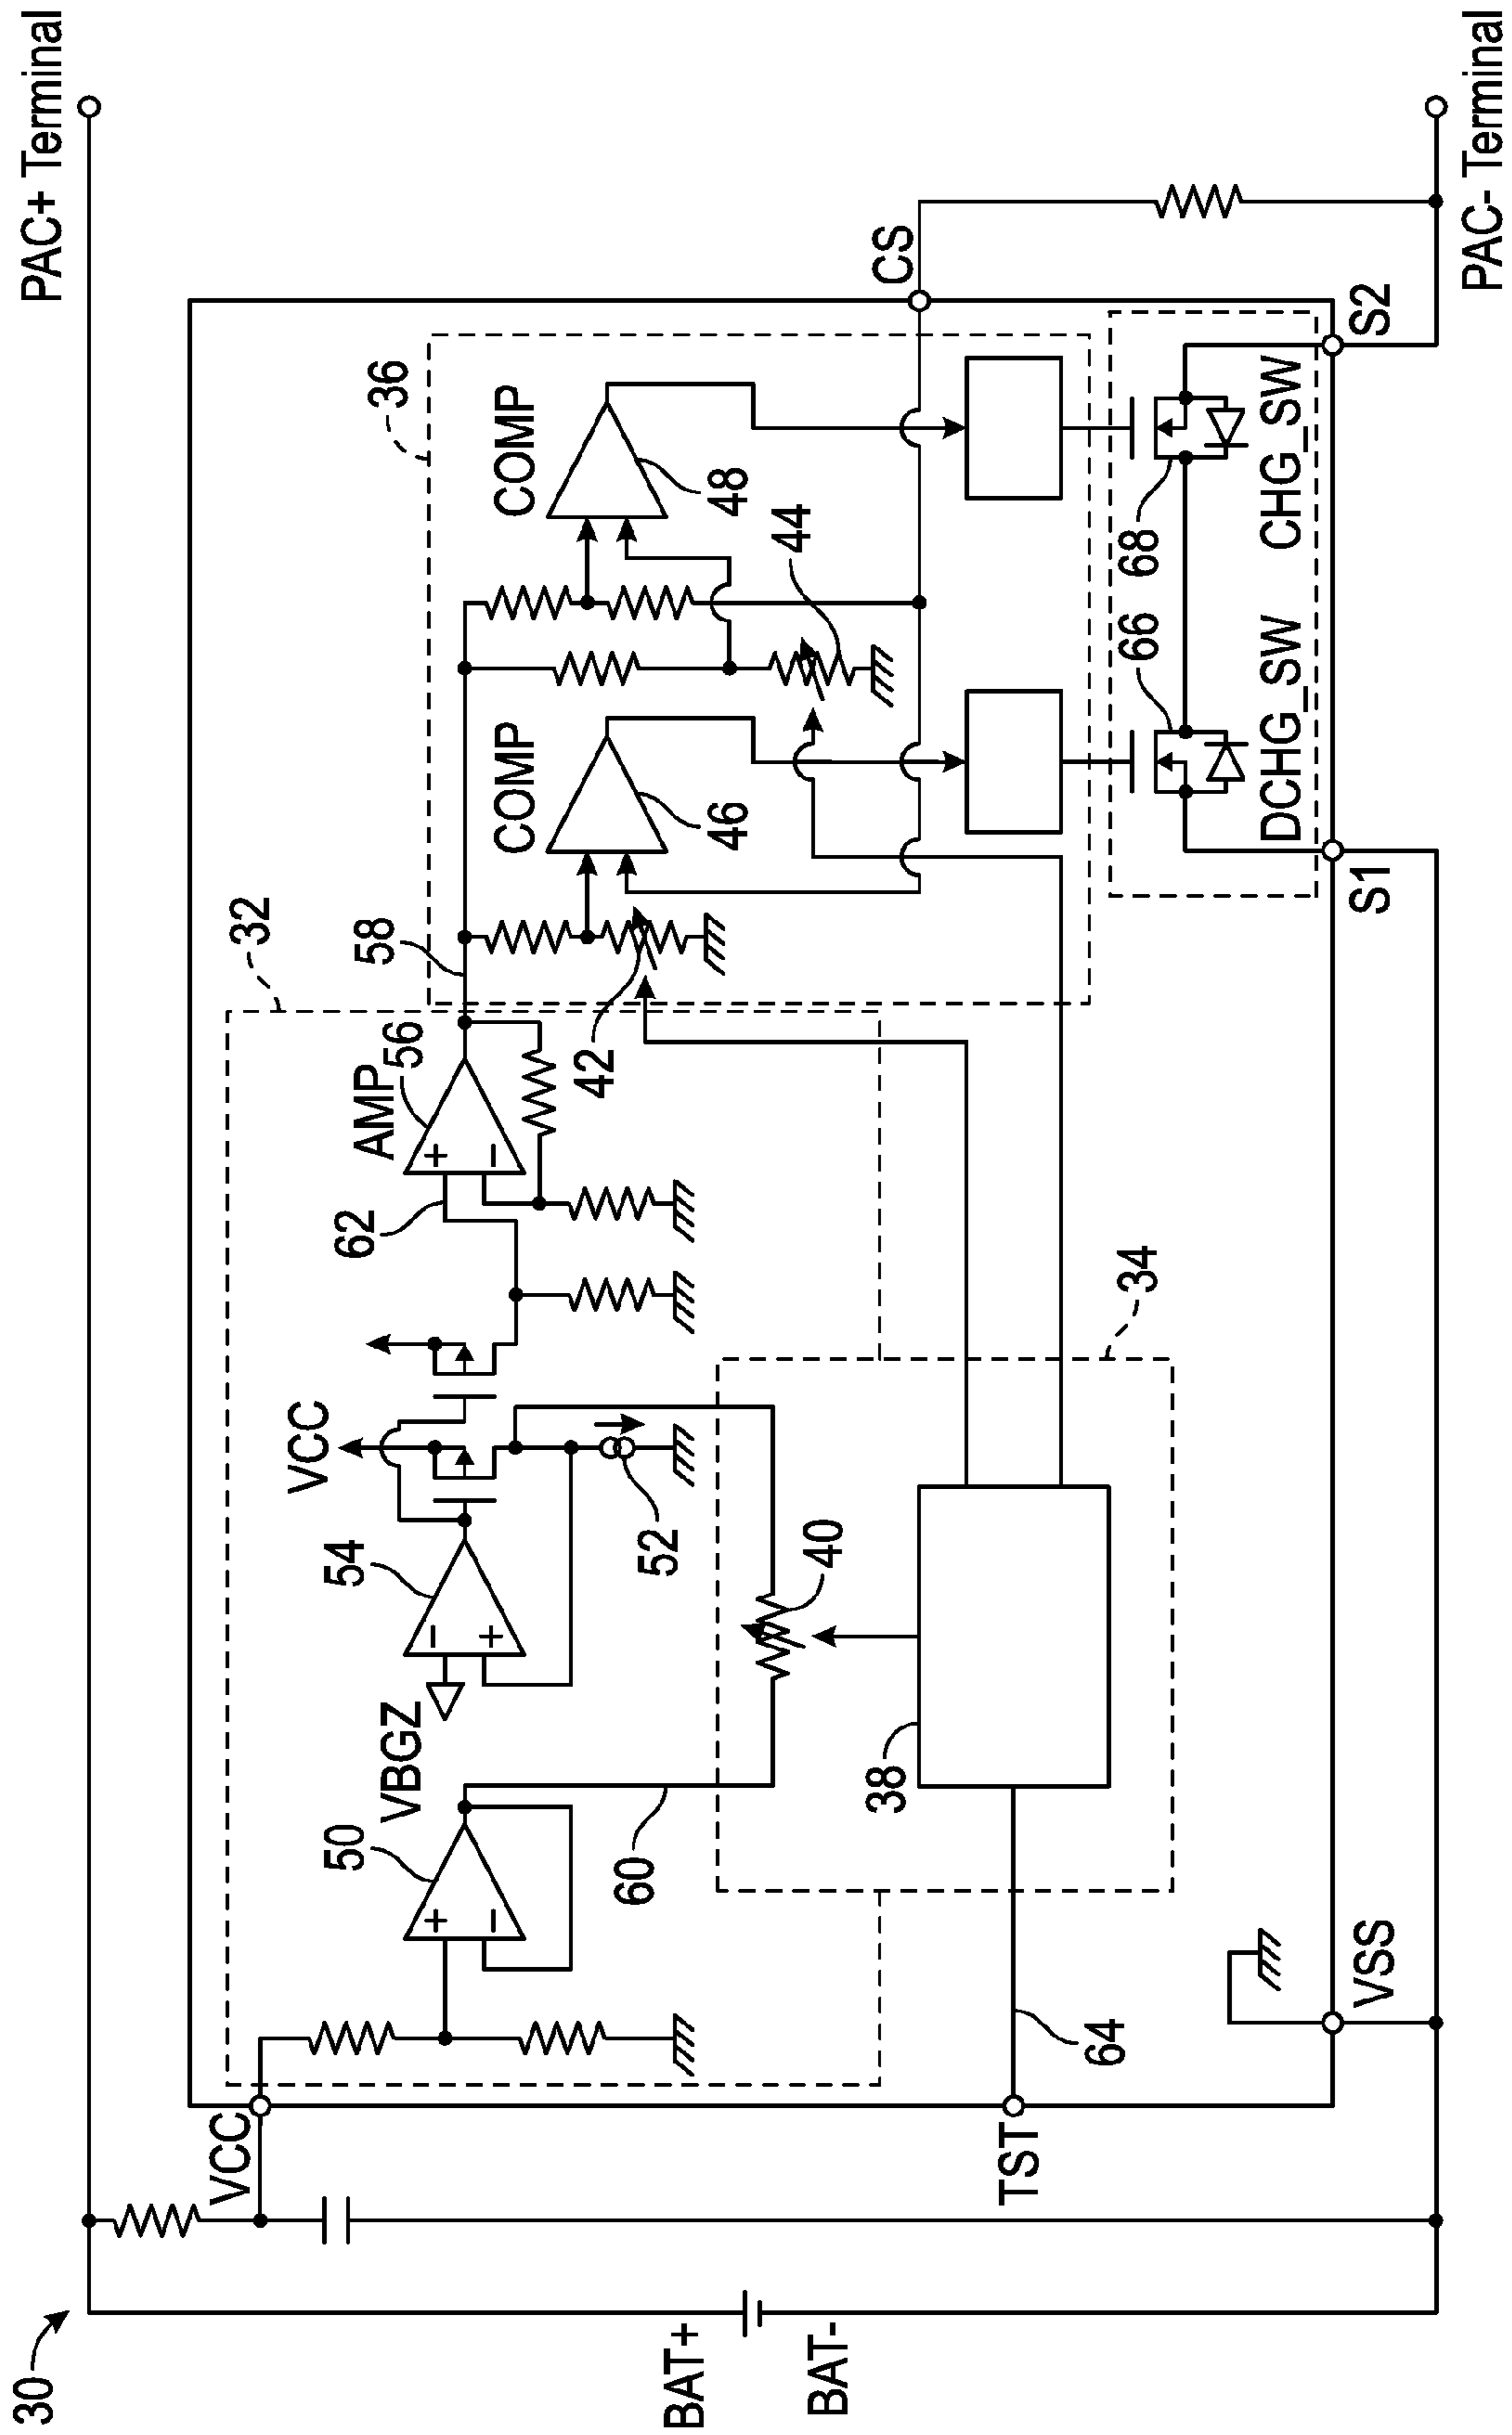 30
PAC+ Terminal
VCC
32
58
36
CS
AMP
56
COMP
COMP
62
VCC
54
50
VBGZ
42
46
48
44
52
60
40
34
38
TST
64
66
68
DCHG_SW
CHG_SW
BAT+
BAT-
VSS
S1
S2
PAC- Terminal
+
−
−
+
+
−